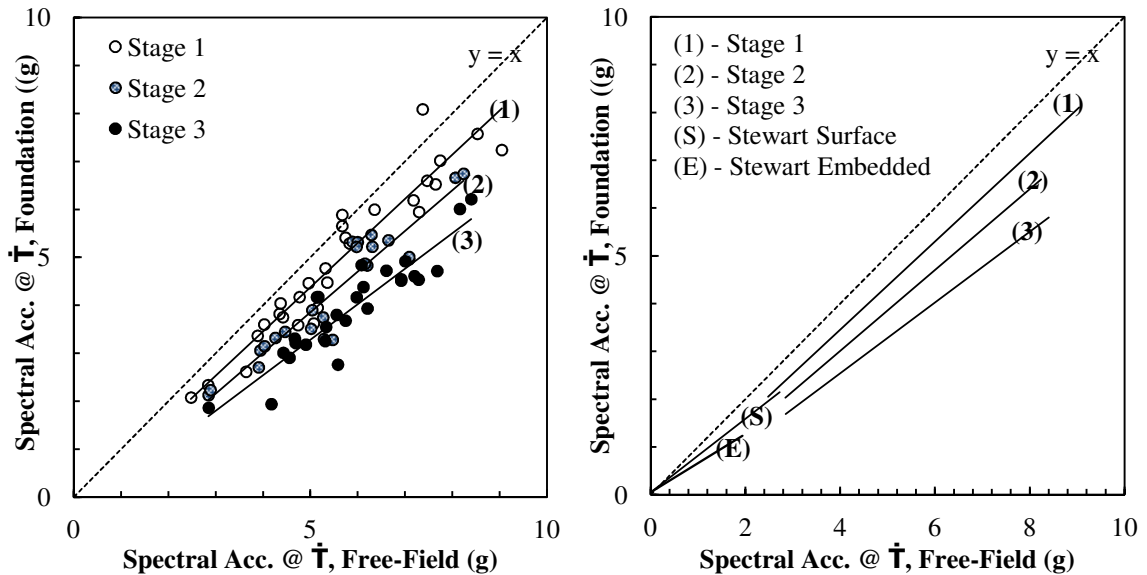 10
Stage 1
Stage 2
Stage 3
y = x
(1)
(2)
(3)
5
0
0
5
10
Spectral Acc. @ Ṫ, Foundation ((g)
Spectral Acc. @ Ṫ, Free-Field (g)
10
(1) - Stage 1
(2) - Stage 2
(3) - Stage 3
(S) - Stewart Surface
(E) - Stewart Embedded
y = x
(1)
(2)
(3)
(S)
(E)
5
0
0
2
4
6
8
10
Spectral Acc. @ Ṫ, Foundation ((g)
Spectral Acc. @ Ṫ, Free-Field (g)